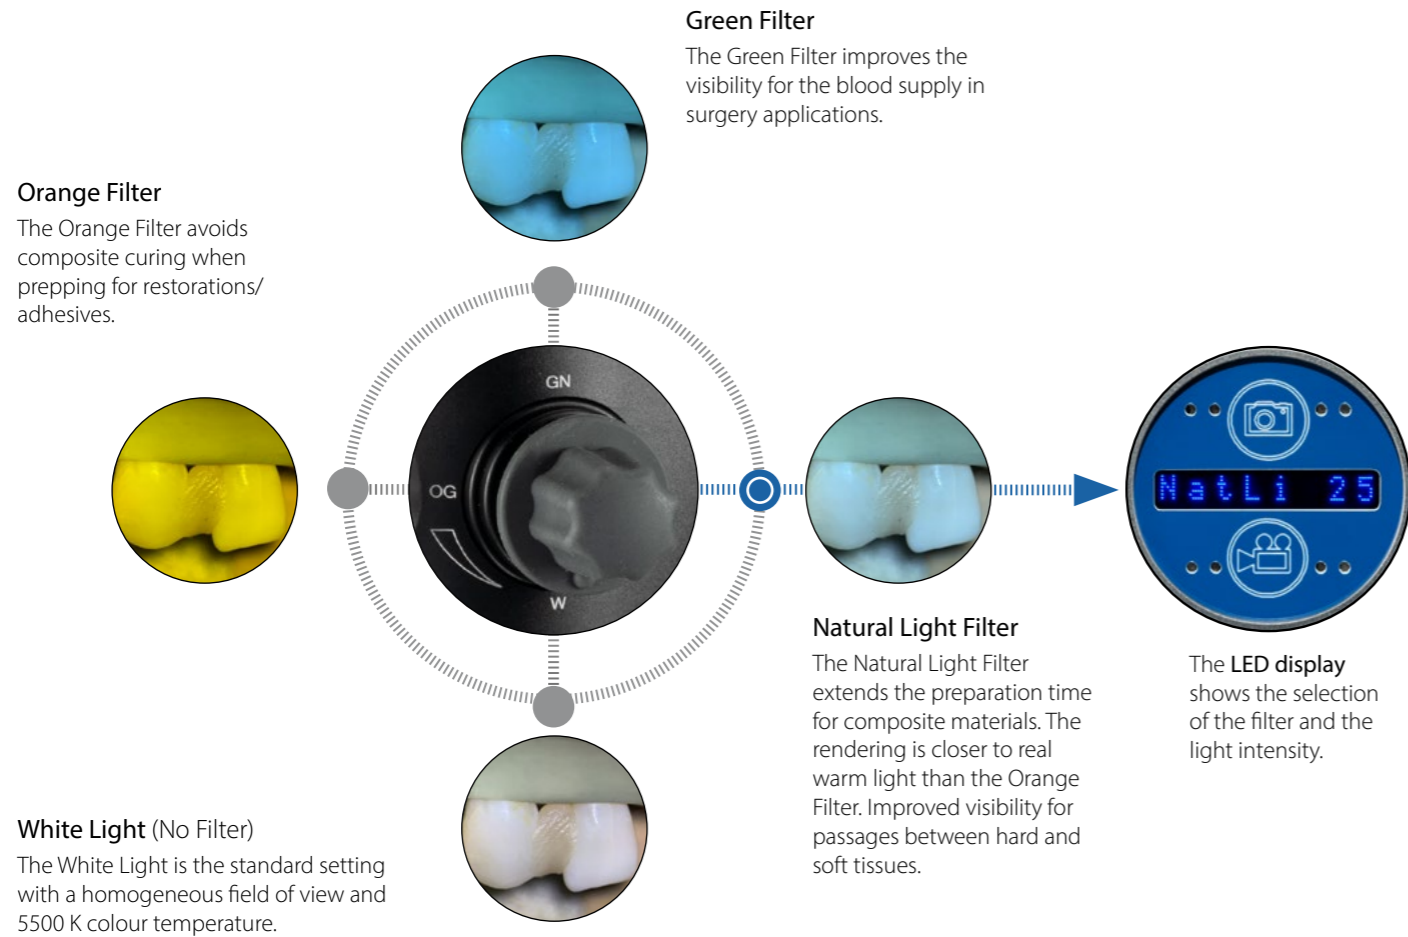 Green Filter
The Green Filter improves the
visibility for the blood supply in
surgery applications.
Orange Filter
The Orange Filter avoids
composite curing when
prepping for restorations/
adhesives.
GN
OG
W
NatLi 25
Natural Light Filter
The Natural Light Filter
extends the preparation time
for composite materials. The
rendering is closer to real
warm light than the Orange
Filter. Improved visibility for
passages between hard and
soft tissues.
The LED display
shows the selection
of the filter and the
light intensity.
White Light (No Filter)
The White Light is the standard setting
with a homogeneous field of view and
5500 K colour temperature.